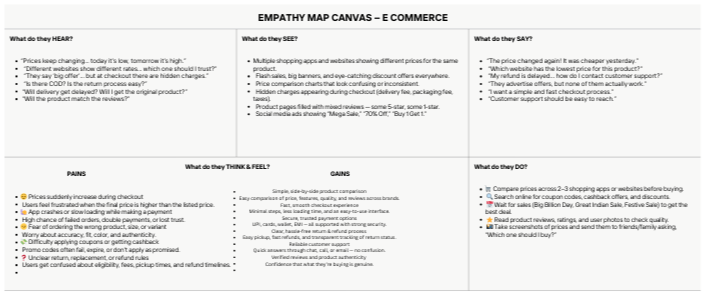 EMPATHY MAP CANVAS – E COMMERCE
What do they HEAR?
"Prices keep changing... today it's low, tomorrow it's high."
"Different websites show different rates... which one should I trust?"
"They say 'big offer'... but at checkout there are hidden charges."
"Is there COD? Is the return process easy?"
"Will delivery get delayed? Will I get the original product?"
"Will the product match the reviews?"
What do they SEE?
Multiple shopping apps and websites showing different prices for the same
product.
Flash sales, big banners, and eye-catching discount offers everywhere.
Price comparison charts that look confusing or inconsistent.
Hidden charges appearing during checkout (delivery fee, packaging fee,
taxes).
Product pages filled with mixed reviews — some 5-star, some 1-star.
Social media ads showing "Mega Sale," "70% Off," "Buy 1 Get 1."
What do they SAY?
"The price changed again! It was cheaper yesterday."
"Which website has the lowest price for this product?"
"My refund is delayed... how do I contact customer support?"
"They advertise offers, but none of them actually work."
"I want a simple and fast checkout process."
"Customer support should be easy to reach."
What do they THINK & FEEL?
PAINS
Prices suddenly increase during checkout
Users feel frustrated when the final price is higher than the listed price.
App crashes or slow loading while making a payment
High chance of failed orders, double payments, or lost trust.
Fear of ordering the wrong product, size, or variant
Worry about accuracy, fit, color, and authenticity.
Difficulty applying coupons or getting cashback
Promo codes often fail, expire, or don't apply as promised.
❓ Unclear return, replacement, or refund rules
Users get confused about eligibility, fees, pickup times, and refund timelines.
GAINS
Simple, side-by-side product comparison
Easy comparison of price, features, quality, and reviews across brands.
Fast, smooth checkout experience
Minimal steps, less loading time, and an easy-to-use interface.
Secure, trusted payment options
UPI, cards, wallet, EMI — all supported with strong security.
Clear, hassle-free return & refund process
Easy pickup, fast refunds, and transparent tracking of return status.
Reliable customer support
Quick answers through chat, call, or email — no confusion.
Verified reviews and product authenticity
Confidence that what they're buying is genuine.
What do they DO?
Compare prices across 2–3 shopping apps or websites before buying.
Search online for coupon codes, cashback offers, and discounts.
Wait for sales (Big Billion Day, Great Indian Sale, Festive Sale) to get the
best deal.
Read product reviews, ratings, and user photos to check quality.
Take screenshots of prices and send them to friends/family asking,
"Which one should I buy?"